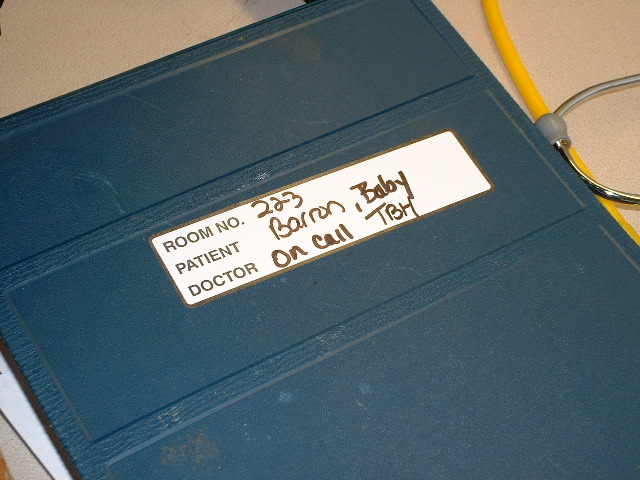 ROOM NO. 223
PATIENT Barron, Baby
DOCTOR On call TBH